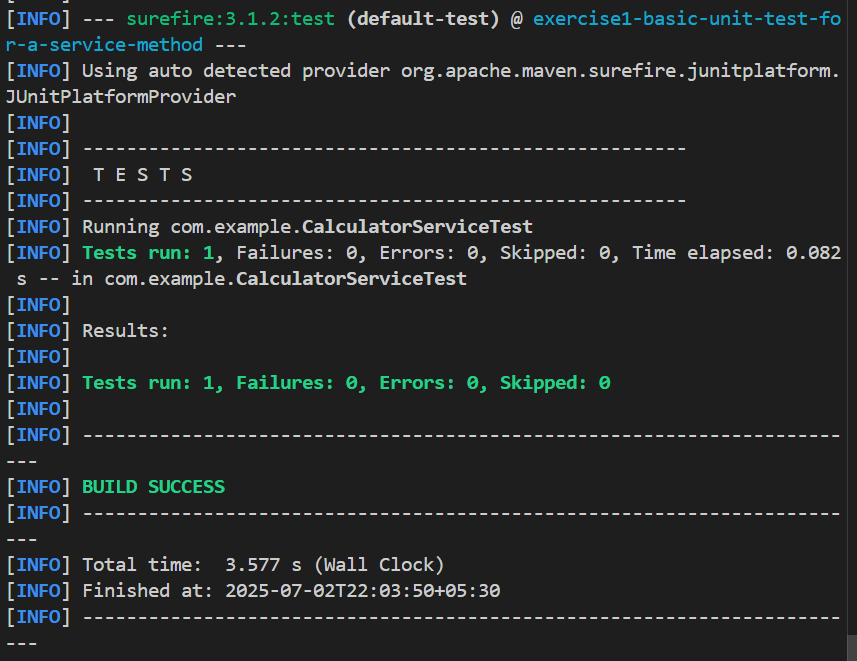 [INFO] --- surefire:3.1.2:test (default-test) @ exercise1-basic-unit-test-fo
r-a-service-method ---
[INFO] Using auto detected provider org.apache.maven.surefire.junitplatform.
JUnitPlatformProvider
[INFO]
[INFO] -------------------------------------------------------
[INFO]  T E S T S
[INFO] -------------------------------------------------------
[INFO] Running com.example.CalculatorServiceTest
[INFO] Tests run: 1, Failures: 0, Errors: 0, Skipped: 0, Time elapsed: 0.082
 s -- in com.example.CalculatorServiceTest
[INFO]
[INFO] Results:
[INFO]
[INFO] Tests run: 1, Failures: 0, Errors: 0, Skipped: 0
[INFO]
[INFO] ---------------------------------------------------------------------
---
[INFO] BUILD SUCCESS
[INFO] ---------------------------------------------------------------------
---
[INFO] Total time:  3.577 s (Wall Clock)
[INFO] Finished at: 2025-07-02T22:03:50+05:30
[INFO] ---------------------------------------------------------------------
---